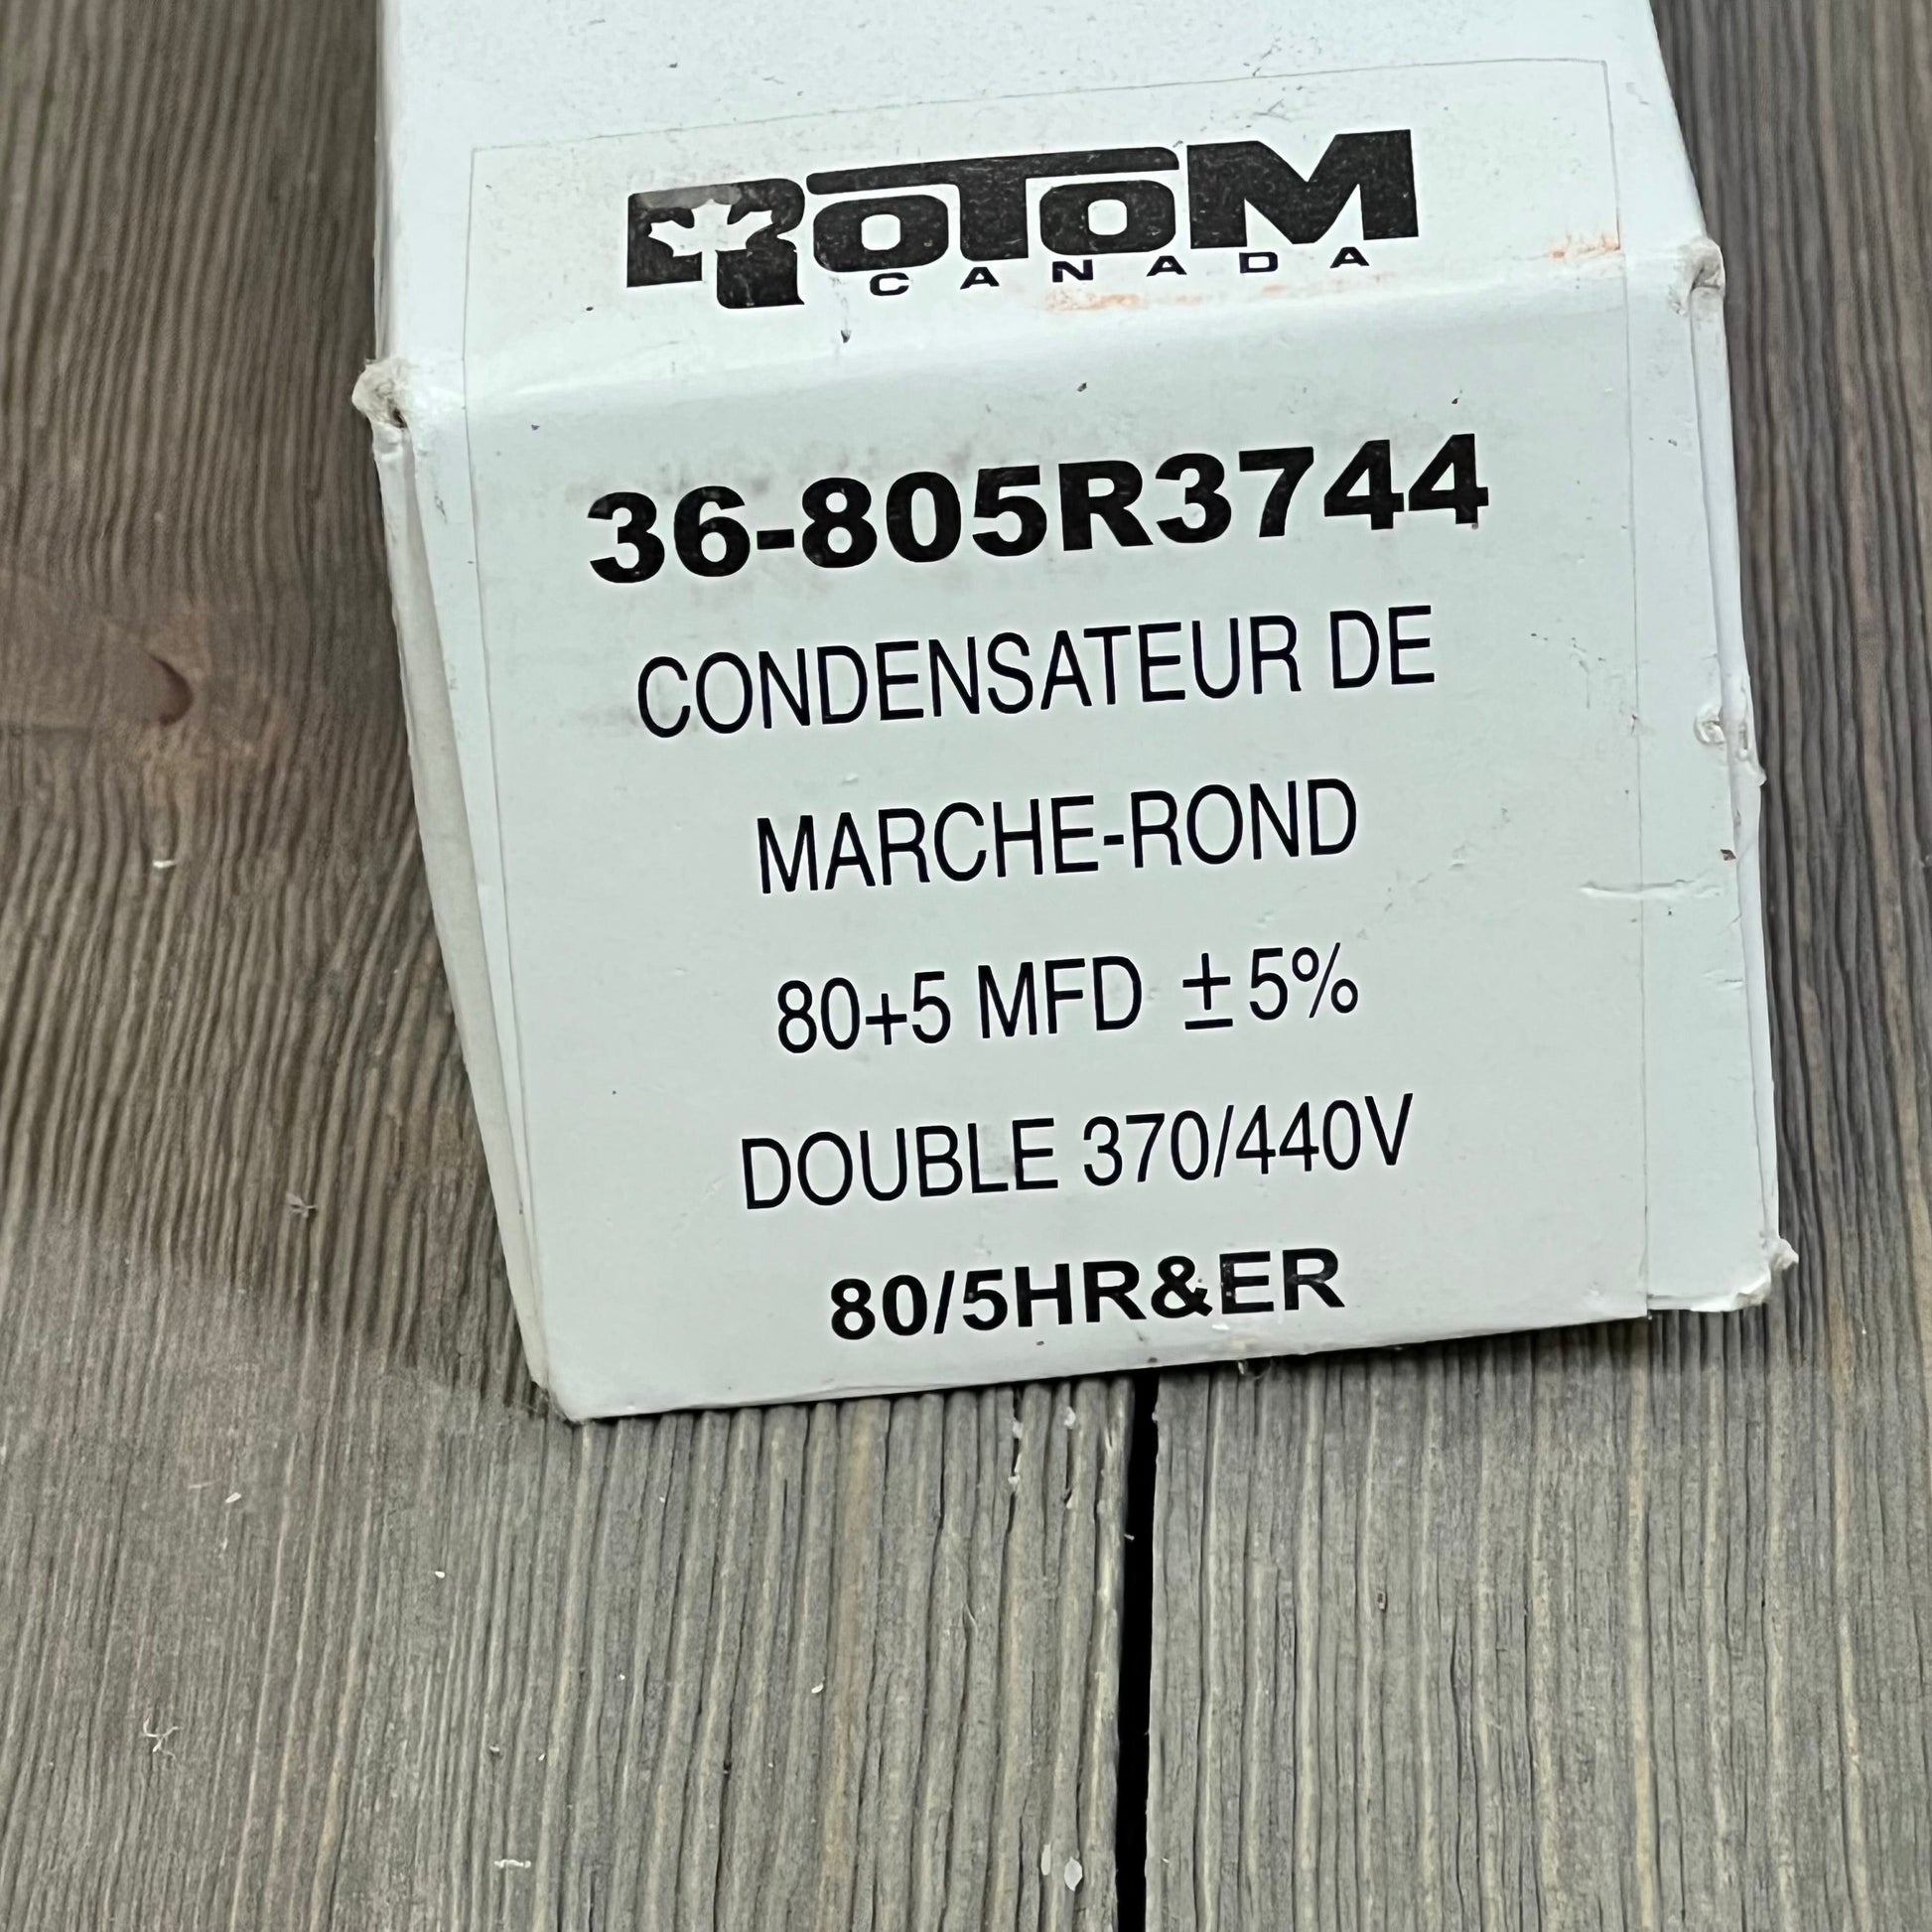 ROTOM
CANADA
36-805R3744
CONDENSATEUR DE
MARCHE-ROND
80+5 MFD ±5%
DOUBLE 370/440V
80/5HR&ER